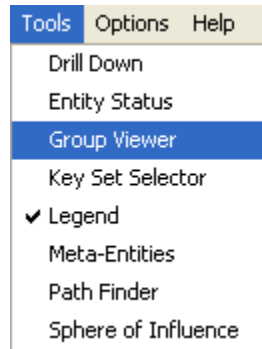 Tools Options Help
Drill Down
Entity Status
Group Viewer
Key Set Selector
✔ Legend
Meta-Entities
Path Finder
Sphere of Influence